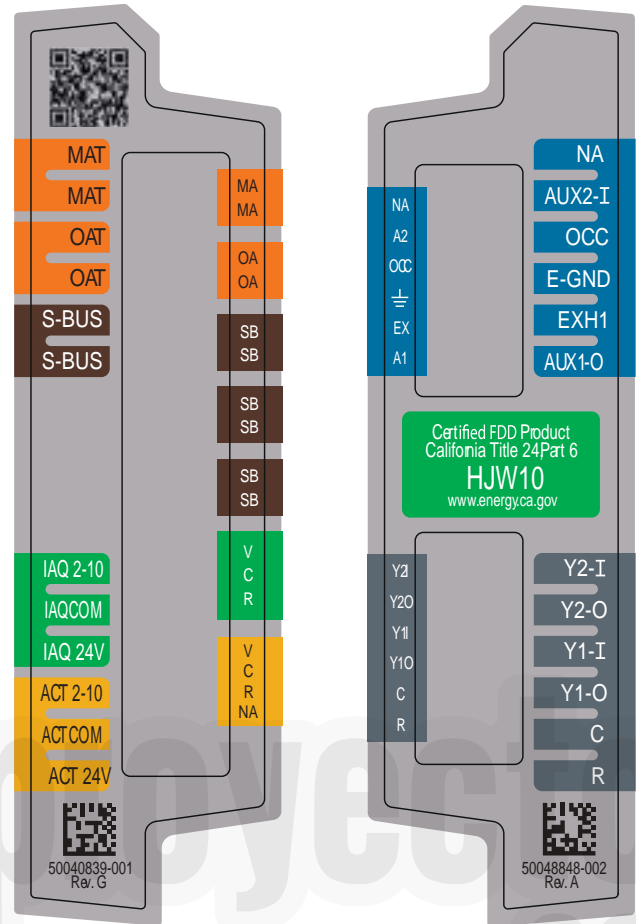 MAT
MAT
OAT
OAT
S-BUS
S-BUS
IAQ 2-10
IAQCOM
IAQ 24V
ACT 2-10
ACTCOM
ACT 24V
50040839-001
Rev. G
MA
MA
OA
OA
SB
SB
SB
SB
SB
SB
V
C
R
V
C
R
NA
NA
A2
OCC
EX
A1
NA
AUX2-I
OCC
E-GND
EXH1
AUX1-O
Certified FDD Product
California Title 24Part 6
HJW10
www.energy.ca.gov
Y2I
Y2O
Y1I
Y1O
C
R
Y2-I
Y2-O
Y1-I
Y1-O
C
R
50048848-002
Rev. A
proyecto